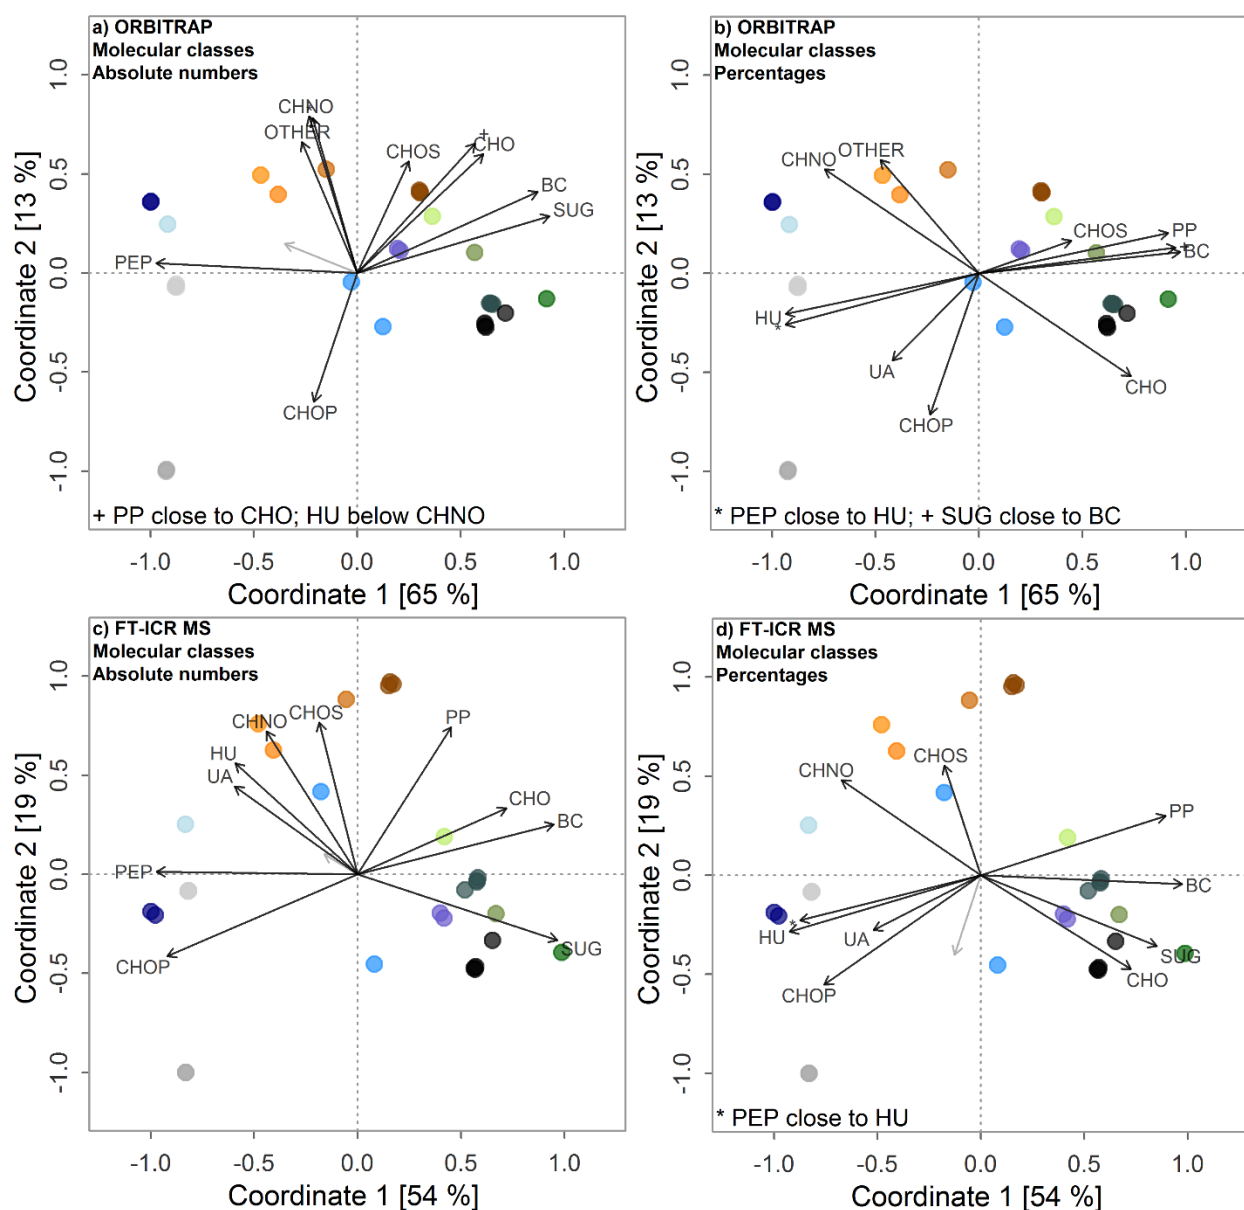 a) ORBITRAP
Molecular classes
Absolute numbers
CHNO
OTHER
CHOS
+
CHO
BC
SUG
PEP
CHOP
+ PP close to CHO; HU below CHNO
1.0
0.5
0.0
-0.5
-1.0
Coordinate 2 [13 %]
-1.0 -0.5 0.0 0.5 1.0
Coordinate 1 [65 %]
b) ORBITRAP
Molecular classes
Percentages
OTHER
CHNO
CHOS
PP
+
BC
HU
*
UA
CHO
CHOP
* PEP close to HU; + SUG close to BC
1.0
0.5
0.0
-0.5
-1.0
Coordinate 2 [13 %]
-1.0 -0.5 0.0 0.5 1.0
Coordinate 1 [65 %]
c) FT-ICR MS
Molecular classes
Absolute numbers
CHNO
CHOS
PP
HU
UA
CHO
BC
PEP
SUG
CHOP
1.0
0.5
0.0
-0.5
-1.0
Coordinate 2 [19 %]
-1.0 -0.5 0.0 0.5 1.0
Coordinate 1 [54 %]
d) FT-ICR MS
Molecular classes
Percentages
CHOS
CHNO
PP
BC
*
HU
UA
SUG
CHO
CHOP
* PEP close to HU
1.0
0.5
0.0
-0.5
-1.0
Coordinate 2 [19 %]
-1.0 -0.5 0.0 0.5 1.0
Coordinate 1 [54 %]